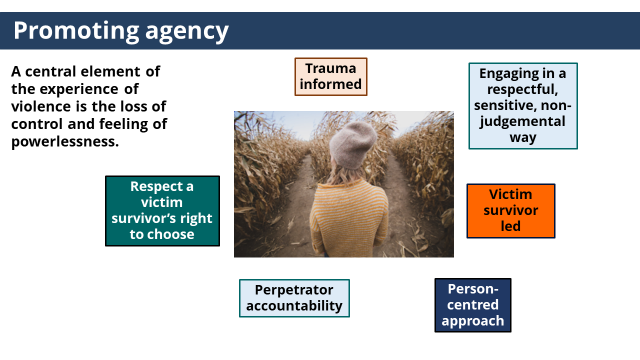 Promoting agency
A central element of
the experience of
violence is the loss of
control and feeling of
powerlessness.
Trauma
informed
Engaging in a
respectful,
sensitive, non-
judgemental
way
Respect a
victim
survivor’s right
to choose
Victim
survivor
led
Perpetrator
accountability
Person-
centred
approach